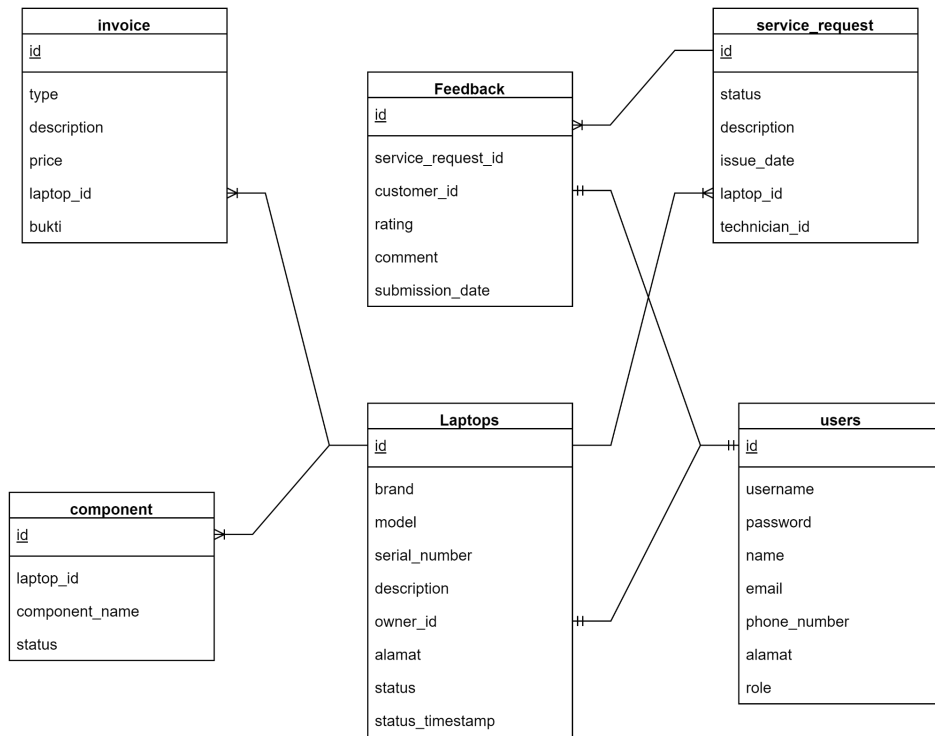 invoice
id
type
description
price
laptop_id
bukti
Feedback
id
service_request_id
customer_id
rating
comment
submission_date
service_request
id
status
description
issue_date
laptop_id
technician_id
component
id
laptop_id
component_name
status
Laptops
id
brand
model
serial_number
description
owner_id
alamat
status
status_timestamp
users
id
username
password
name
email
phone_number
alamat
role